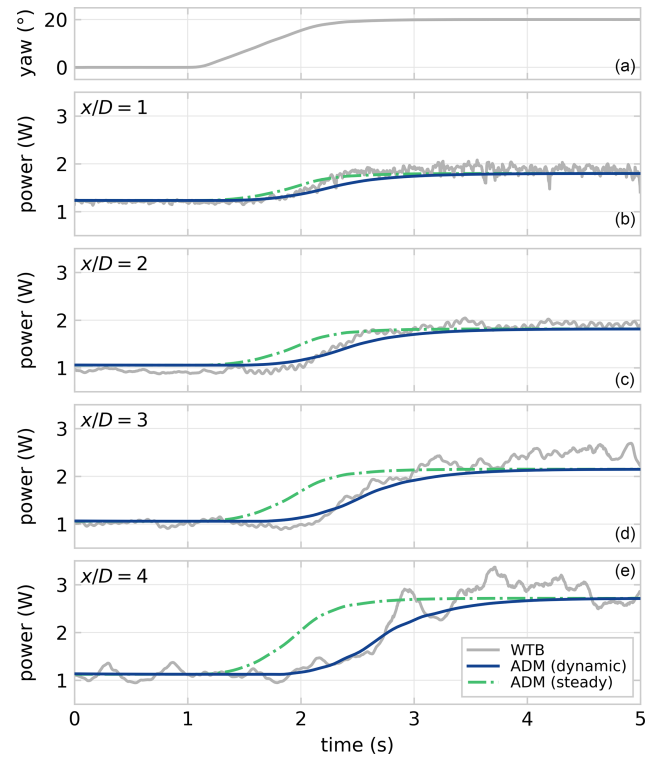 20
0
yaw (°)
(a)
x/D = 1
3
2
1
power (W)
(b)
x/D = 2
3
2
1
power (W)
(c)
x/D = 3
3
2
1
power (W)
(d)
x/D = 4
(e)
3
2
1
power (W)
WTB
ADM (dynamic)
ADM (steady)
0 1 2 3 4 5
time (s)